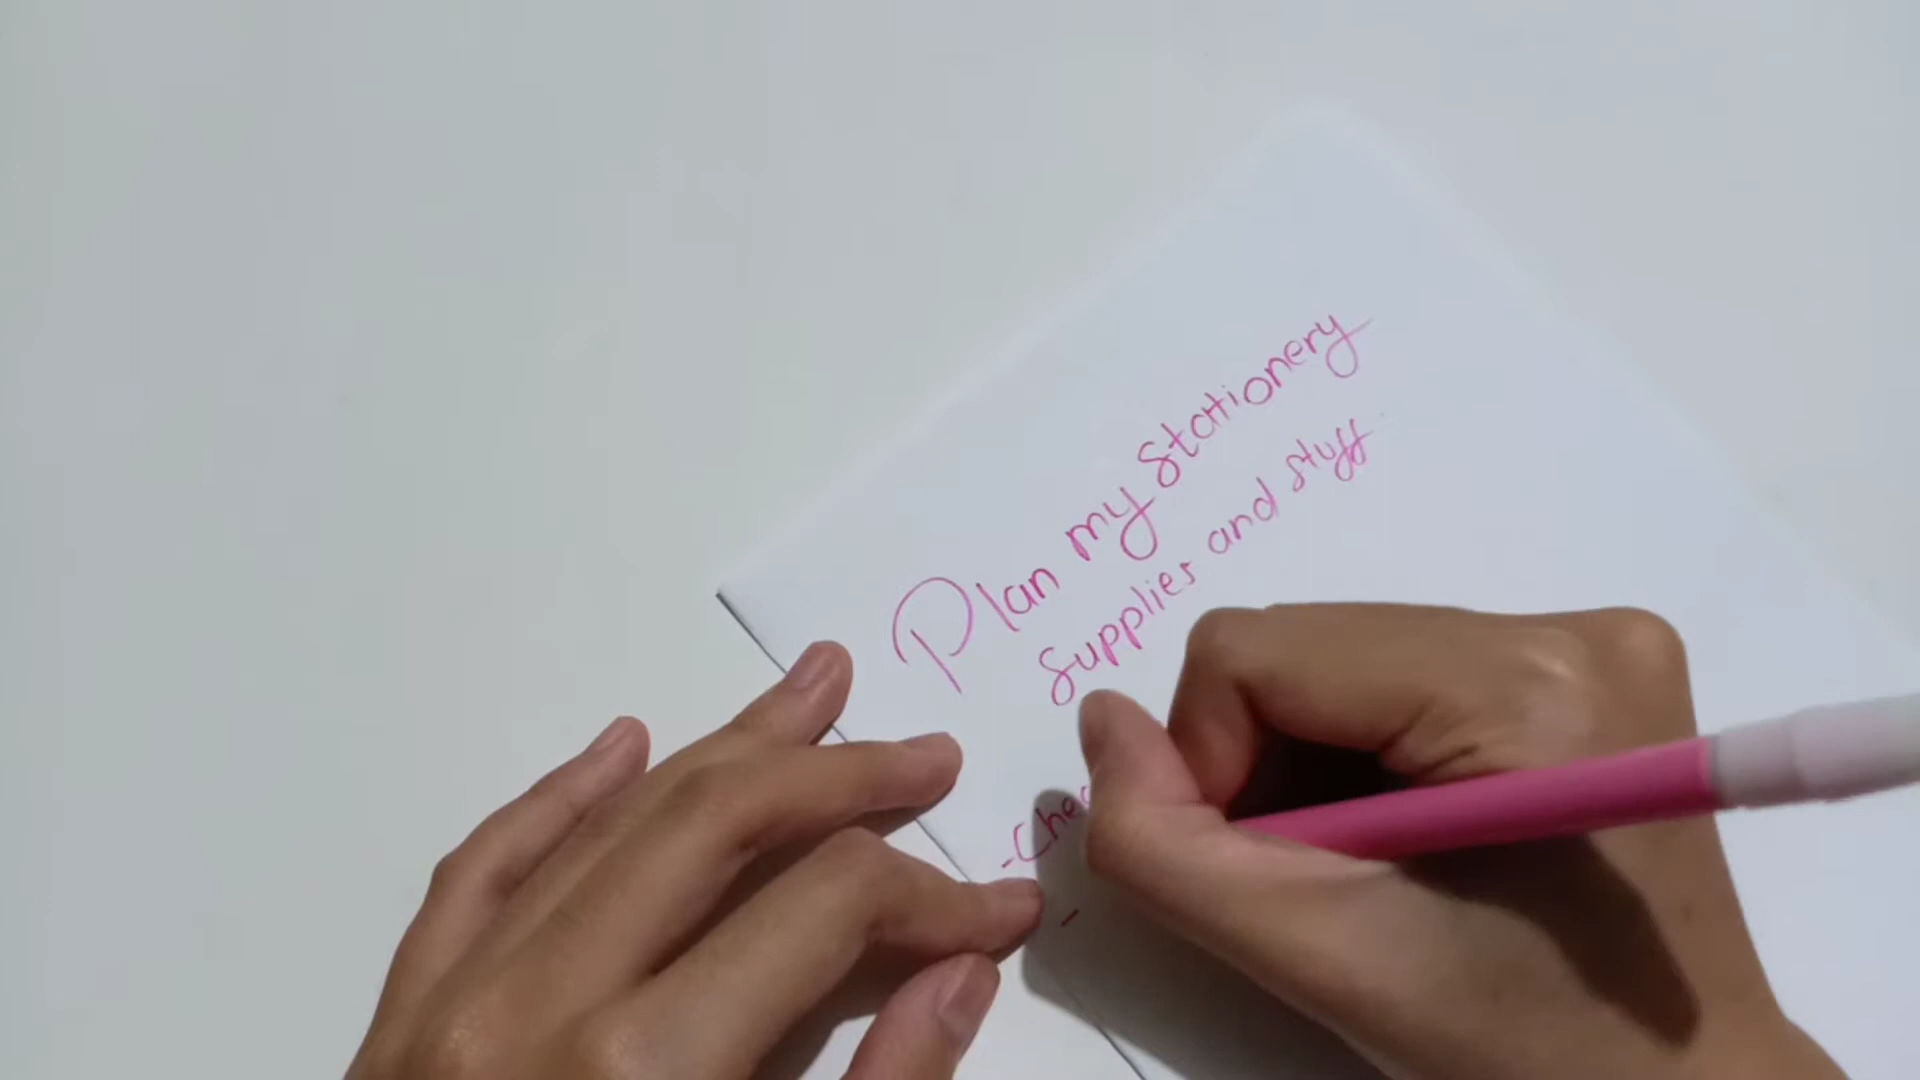 Plan my stationery
supplies and stuff
-
-